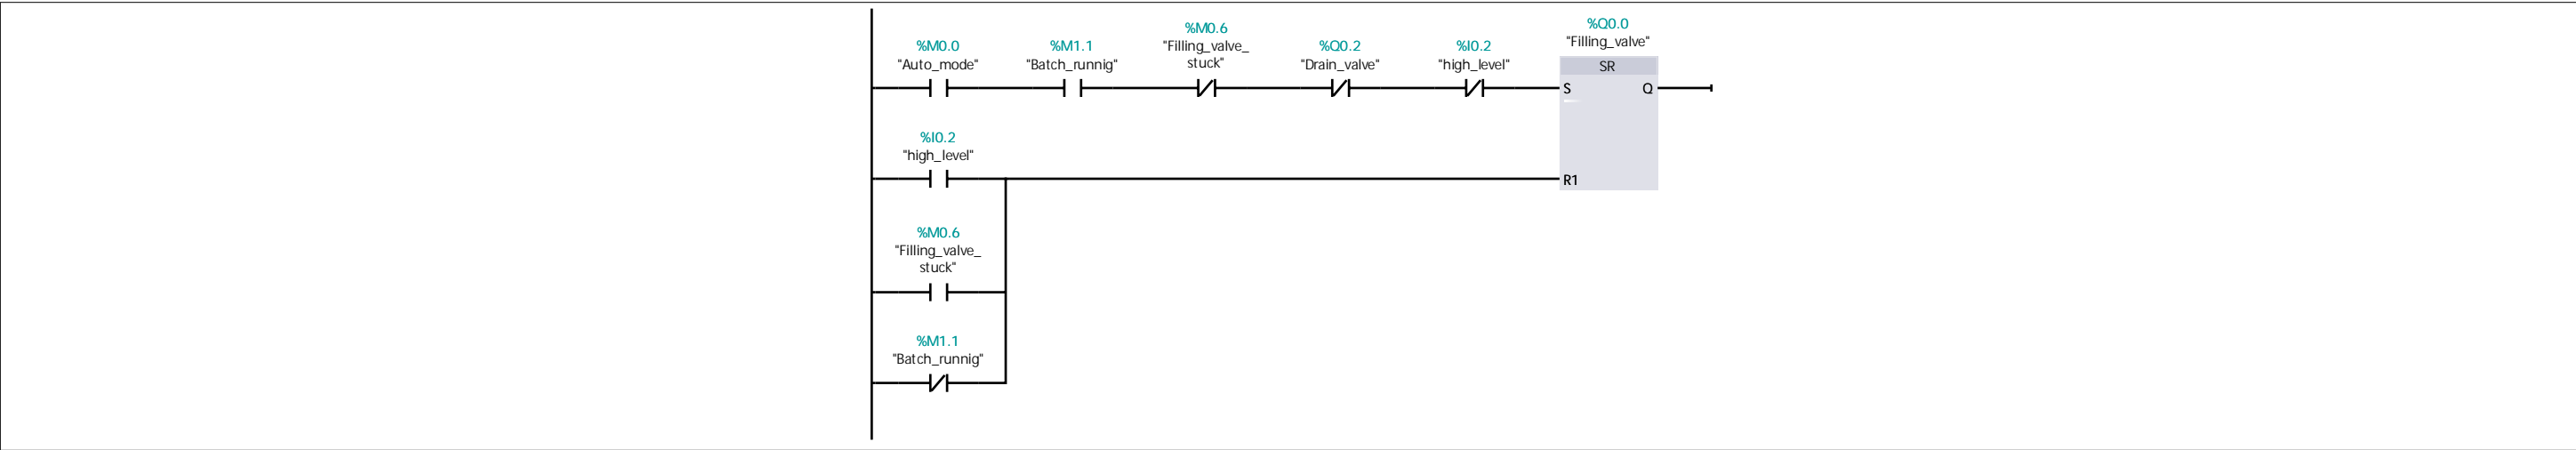 %M0.0
"Auto_mode"
%M1.1
"Batch_runnig"
%M0.6
"Filling_valve_
stuck"
%Q0.2
"Drain_valve"
%I0.2
"high_level"
%Q0.0
"Filling_valve"
SR
S
Q
%I0.2
"high_level"
R1
%M0.6
"Filling_valve_
stuck"
%M1.1
"Batch_runnig"